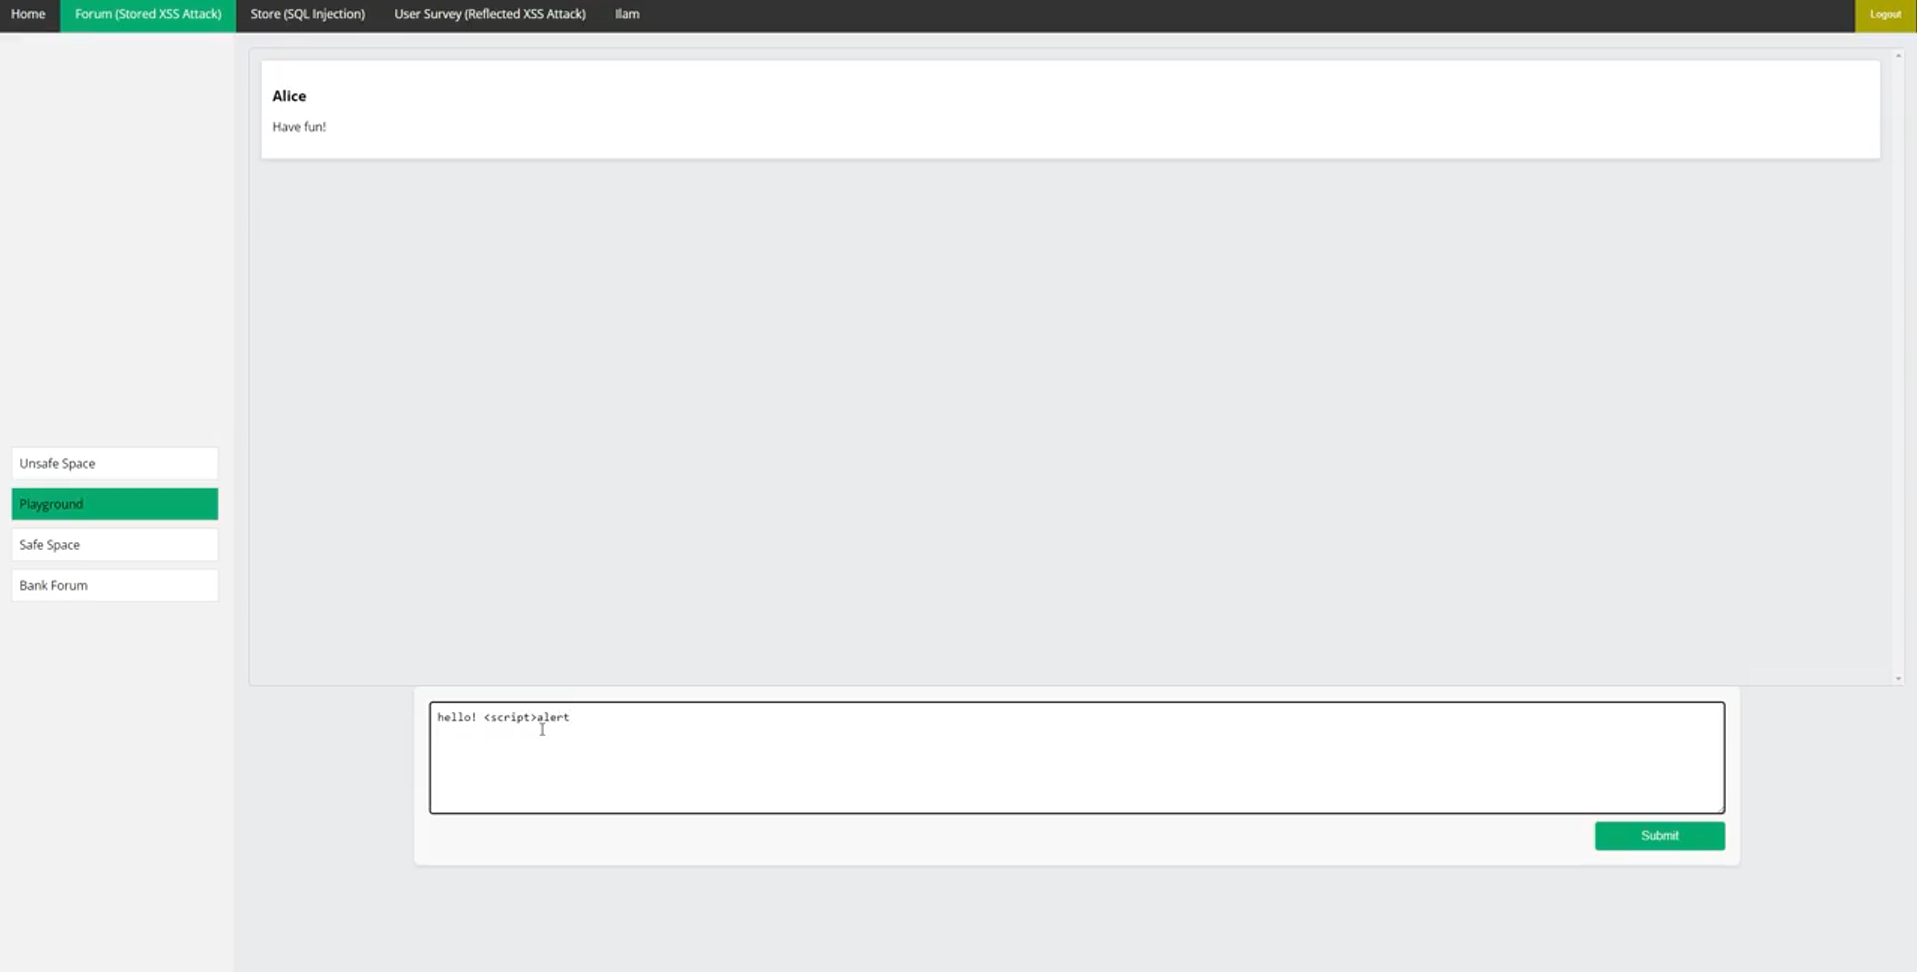 Home Forum (Stored XSS Attack) Store (SQL Injection) User Survey (Reflected XSS Attack) Ilam Logout
Alice
Have fun!
Unsafe Space
Playground
Safe Space
Bank Forum
hello! <script>alert
Submit